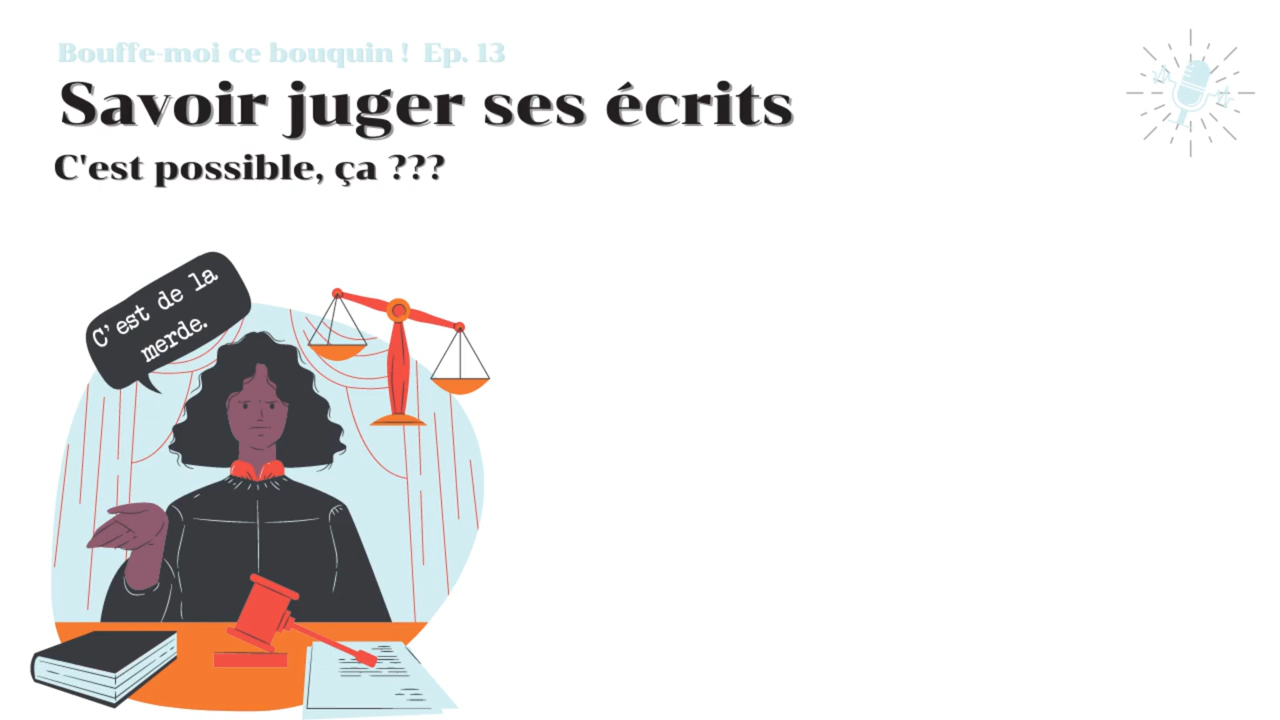 Bouffe-moi ce bouquin ! Ep. 13
Savoir juger ses écrits
C'est possible, ça ???
C'est de la
merde.